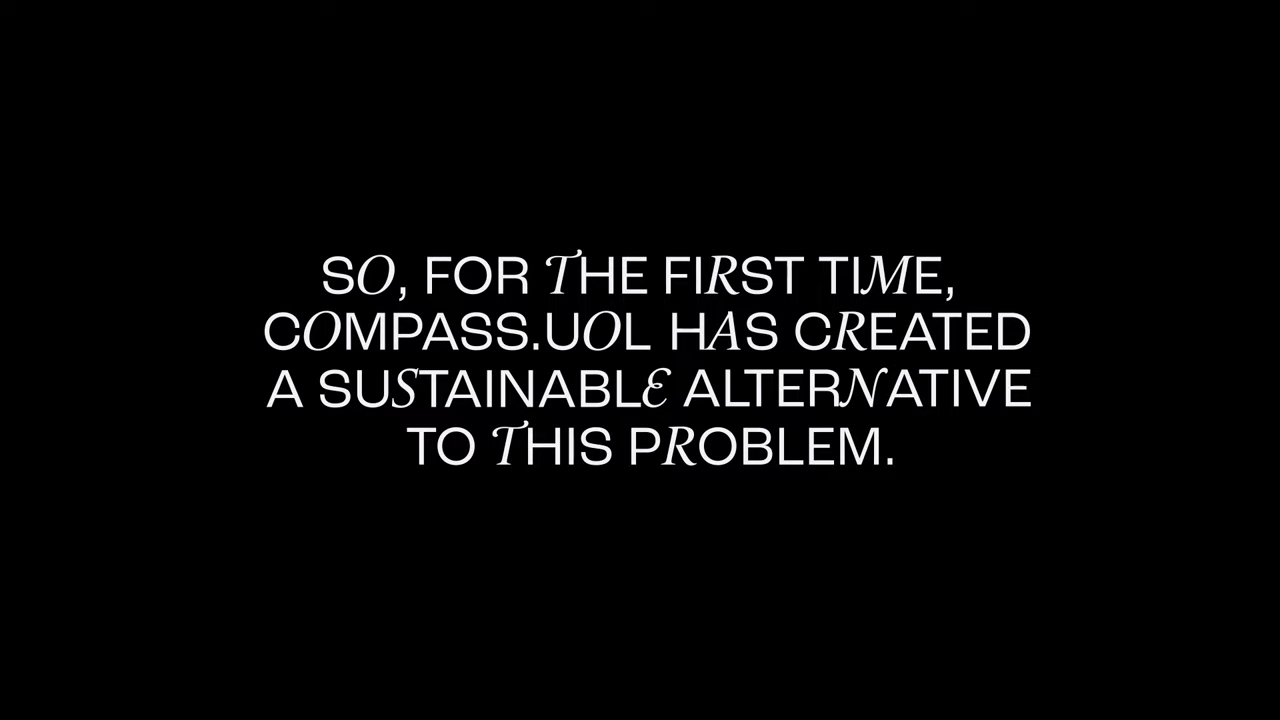 SO, FOR THE FIRST TIME,
COMPASS.UOL HAS CREATED
A SUSTAINABLE ALTERNATIVE
TO THIS PROBLEM.